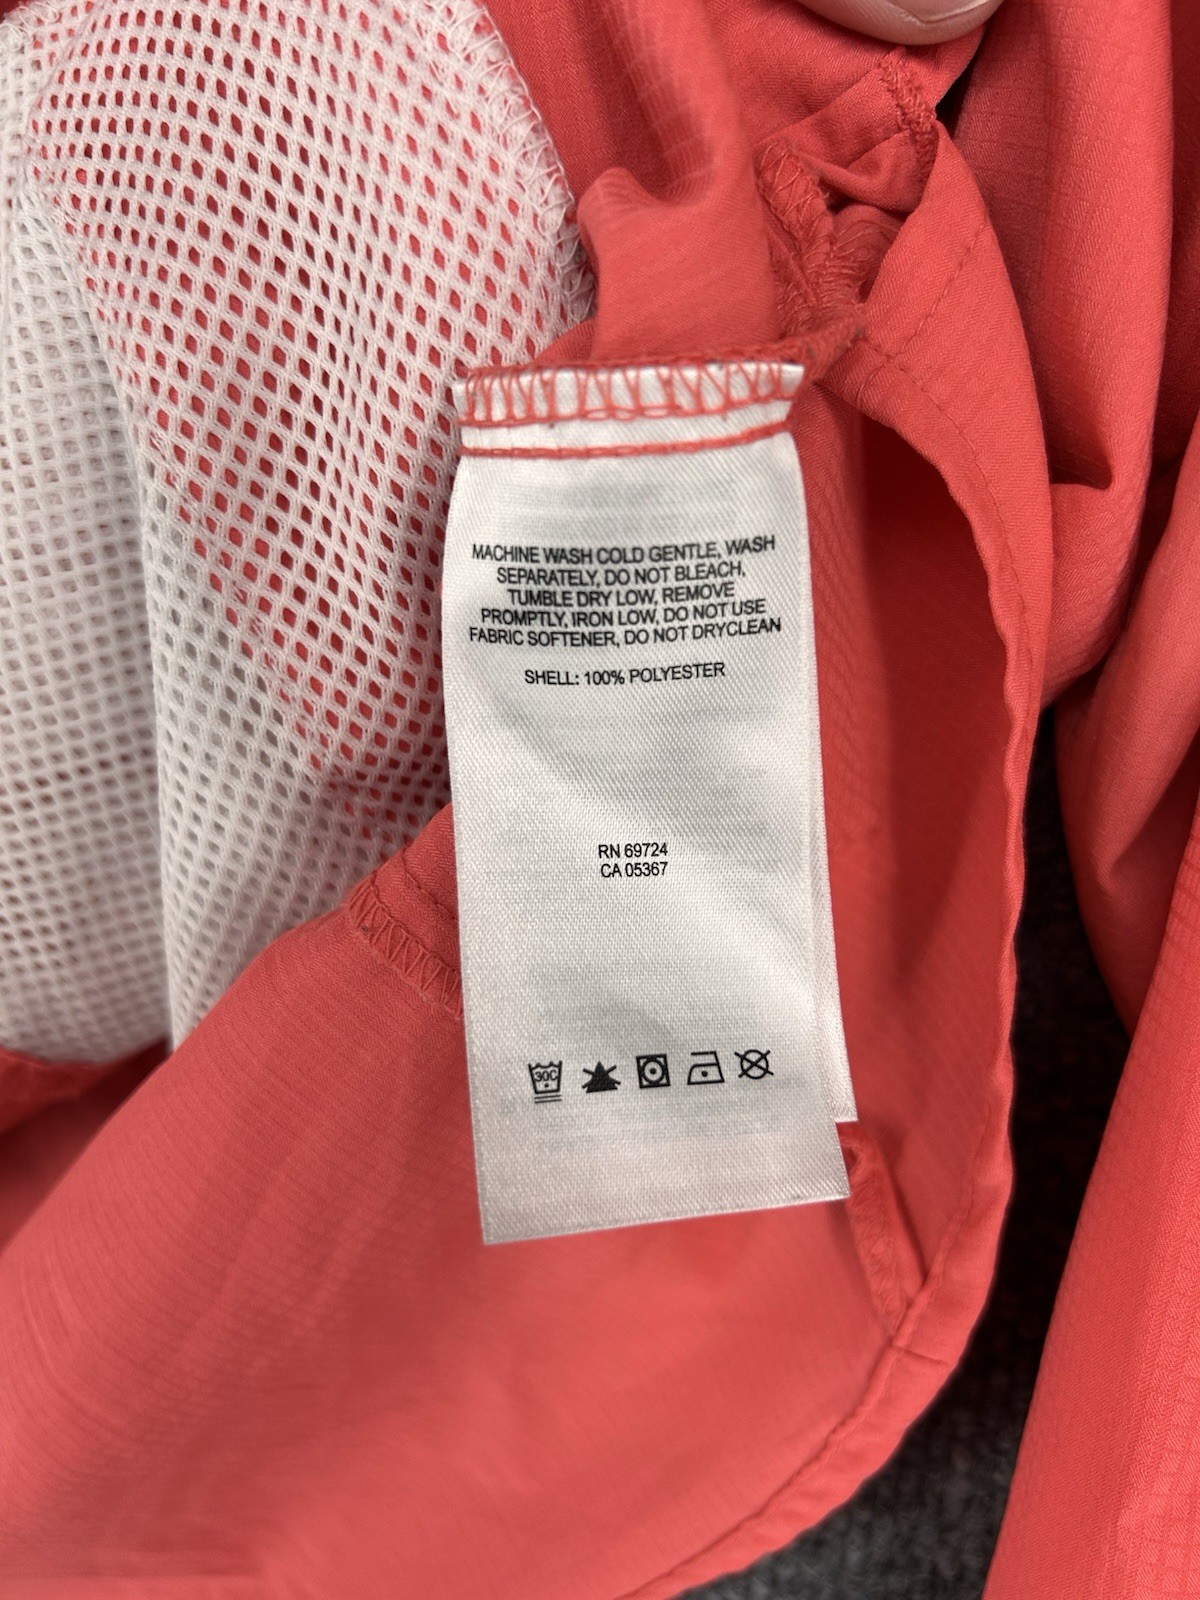 MACHINE WASH COLD GENTLE, WASH
SEPARATELY, DO NOT BLEACH,
TUMBLE DRY LOW, REMOVE
PROMPTLY, IRON LOW, DO NOT USE
FABRIC SOFTENER, DO NOT DRYCLEAN
SHELL: 100% POLYESTER
RN 69724
CA 05367
30C